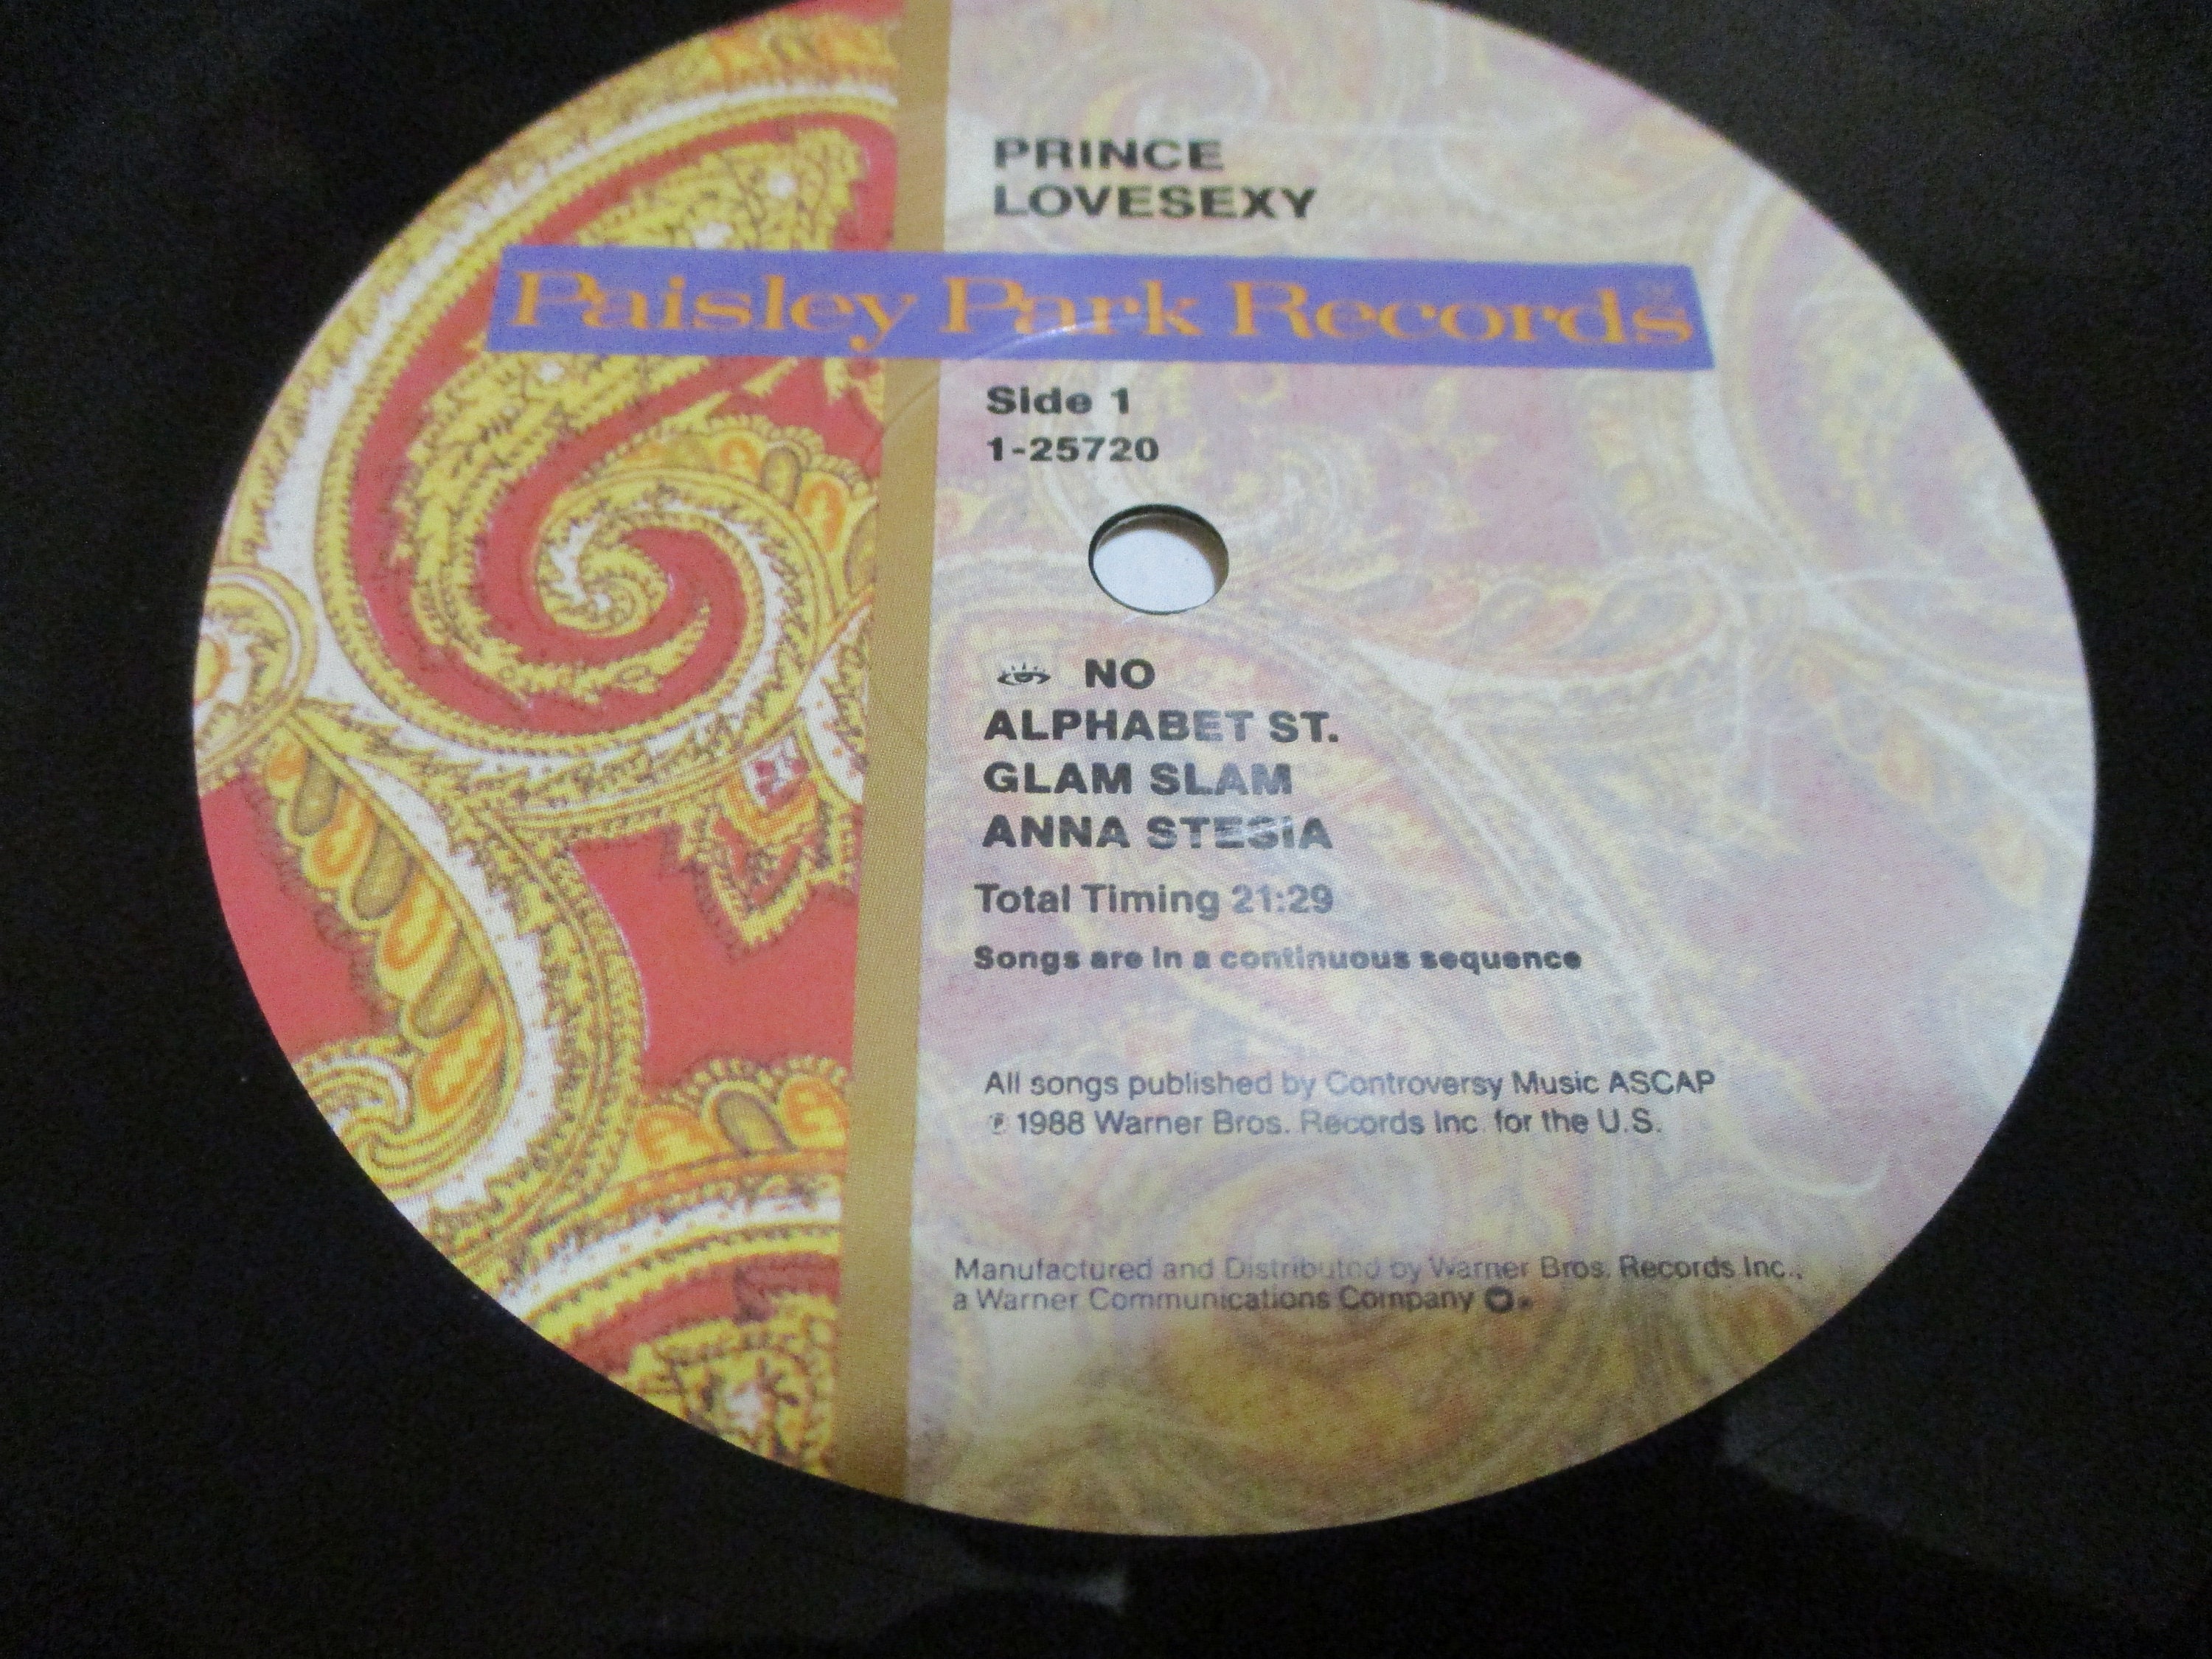 PRINCE
LOVESEXY
Paisley Park Records
Side 1
1-25720
👁 NO
ALPHABET ST.
GLAM SLAM
ANNA STESIA
Total Timing 21:29
Songs are in a continuous sequence
All songs published by Controversy Music ASCAP
℗ 1988 Warner Bros. Records Inc. for the U.S.
Manufactured and Distributed by Warner Bros. Records Inc.,
a Warner Communications Company